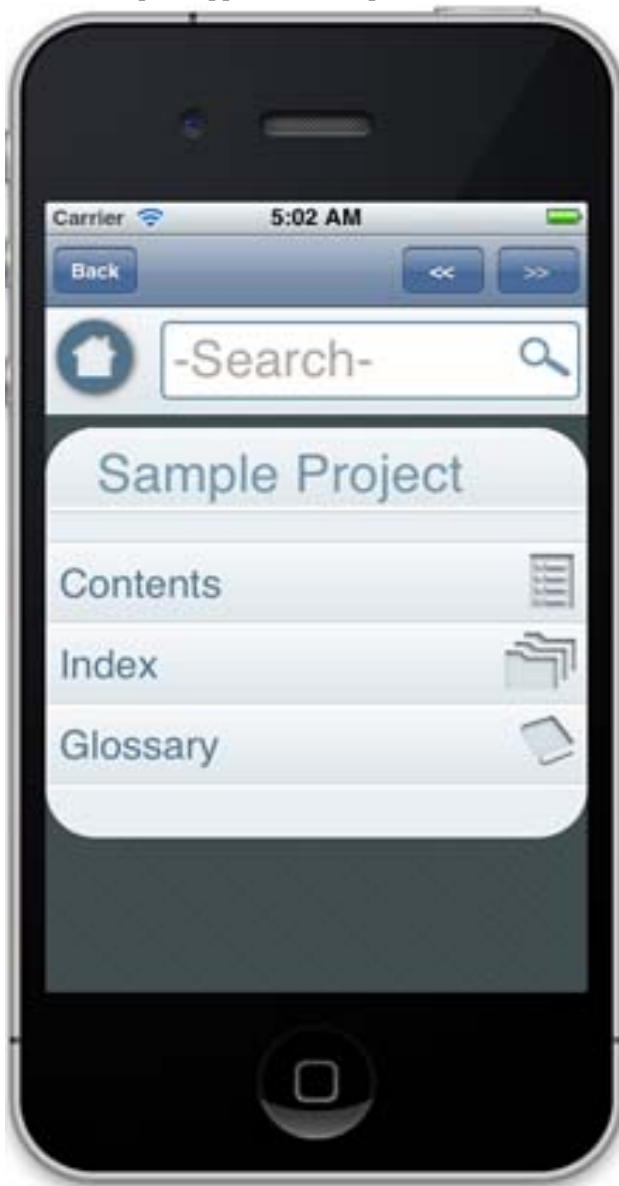 Carrier 5:02 AM
Back << >>
-Search-
Sample Project
Contents
Index
Glossary